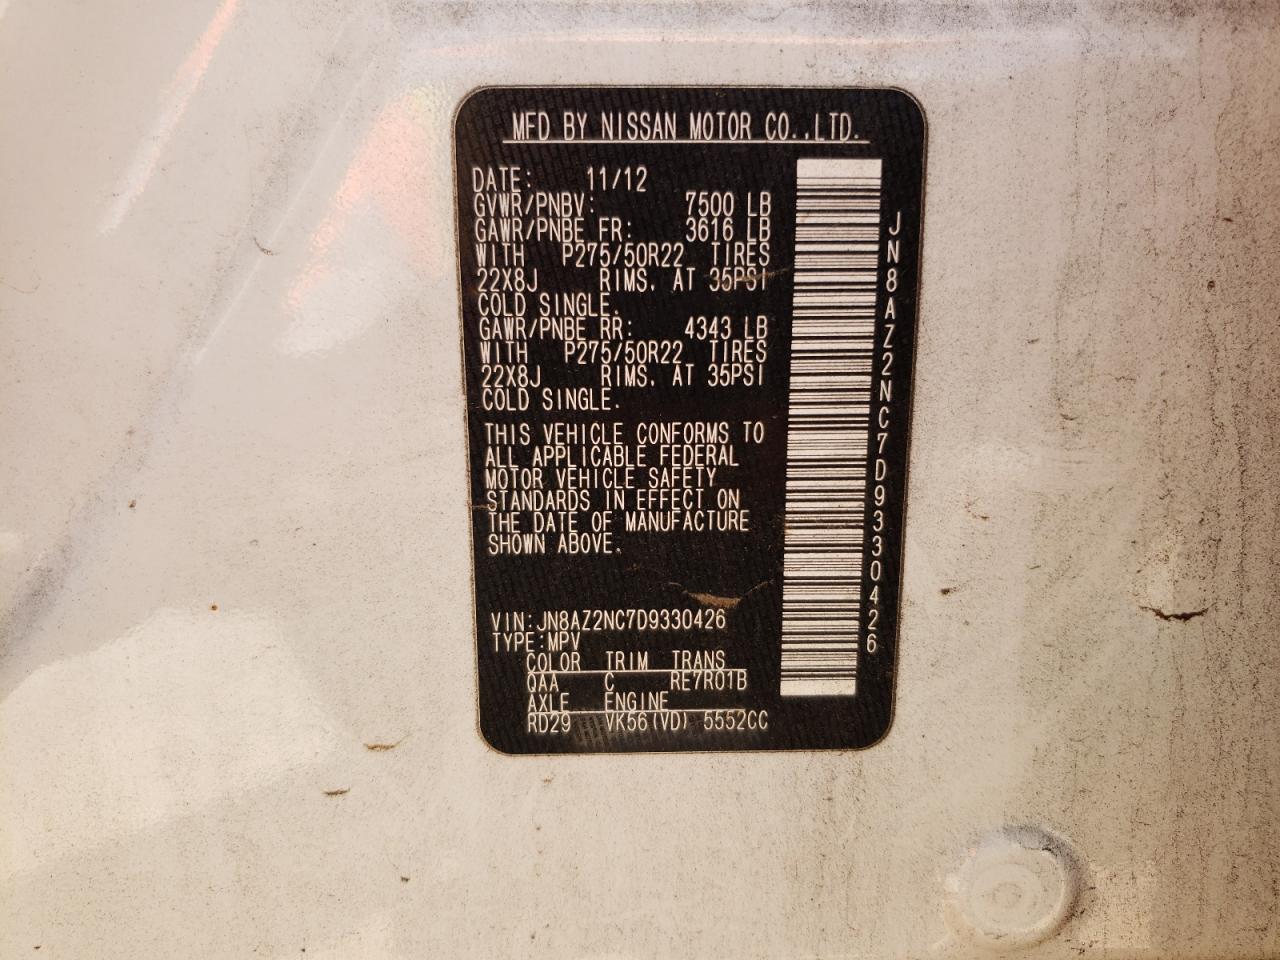 MFD BY NISSAN MOTOR CO.,LTD.
DATE: 11/12
GVWR/PNBV: 7500 LB
GAWR/PNBE FR: 3616 LB
WITH P275/50R22 TIRES
22X8J RIMS, AT 35PSI
COLD SINGLE.
GAWR/PNBE RR: 4343 LB
WITH P275/50R22 TIRES
22X8J RIMS, AT 35PSI
COLD SINGLE.
THIS VEHICLE CONFORMS TO
ALL APPLICABLE FEDERAL
MOTOR VEHICLE SAFETY
STANDARDS IN EFFECT ON
THE DATE OF MANUFACTURE
SHOWN ABOVE.
VIN:JN8AZ2NC7D9330426
TYPE:MPV
COLOR TRIM TRANS
QAA C RE7R01B
AXLE ENGINE
RD29 VK56(VD) 5552CC
JN8AZ2NC7D9330426